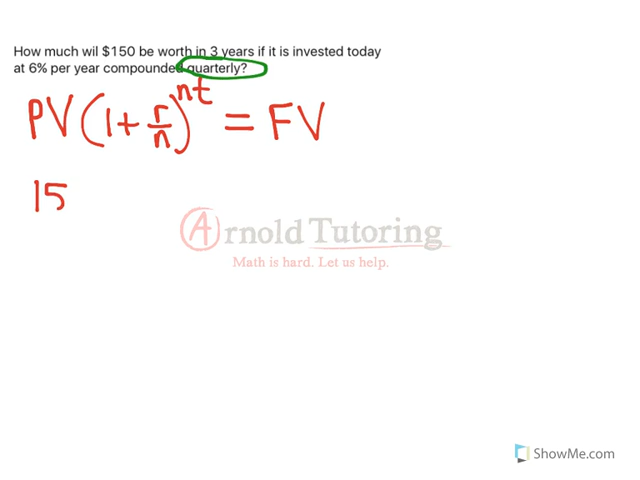 How much wil $150 be worth in 3 years if it is invested today
at 6% per year compounded quarterly?
PV(1+r/n)^nt = FV
15
Arnold Tutoring
Math is hard. Let us help.
ShowMe.com